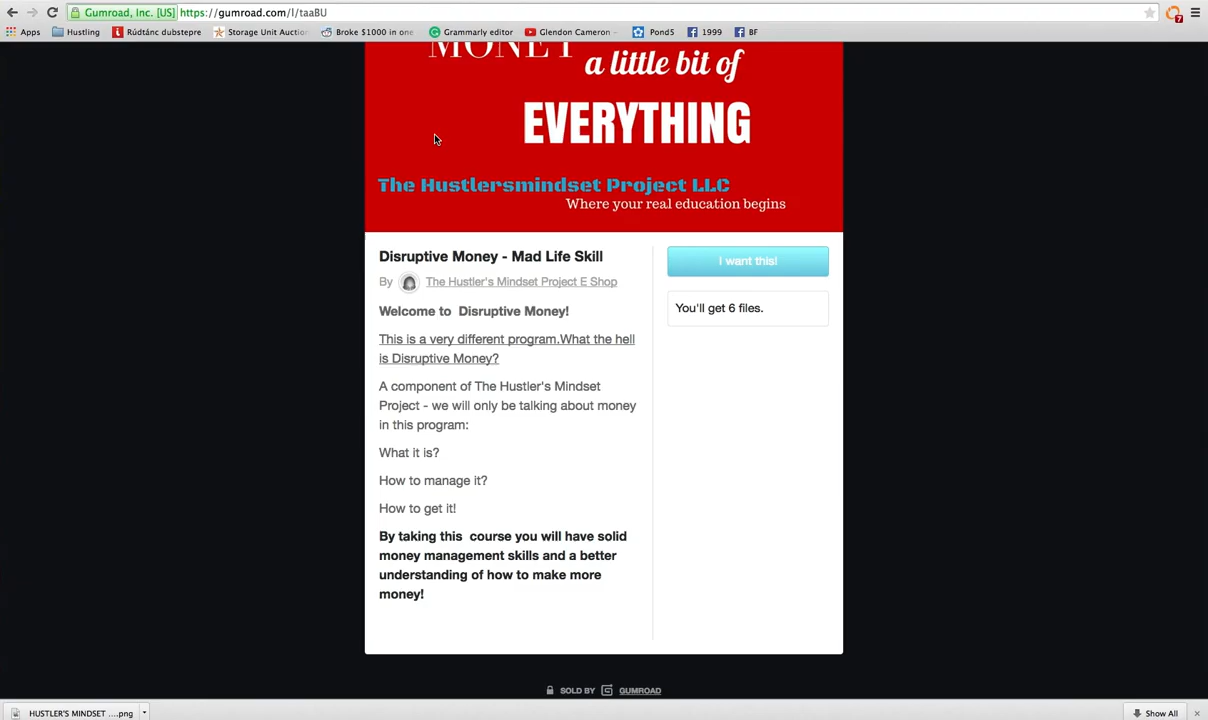 Gumroad, Inc. [US] https://gumroad.com/l/taaBU
7
Apps Hustling Rúdtánc dubstepre Storage Unit Auction Broke $1000 in one Grammarly editor Glendon Cameron - Pond5 1999 BF
MONEY
a little bit of
EVERYTHING
The Hustlersmindset Project LLC
Where your real education begins
Disruptive Money - Mad Life Skill
I want this!
By The Hustler's Mindset Project E Shop
You'll get 6 files.
Welcome to Disruptive Money!
This is a very different program.What the hell
is Disruptive Money?
A component of The Hustler's Mindset
Project - we will only be talking about money
in this program:
What it is?
How to manage it?
How to get it!
By taking this course you will have solid
money management skills and a better
understanding of how to make more
money!
SOLD BY GUMROAD
HUSTLER'S MINDSET ....png
Show All